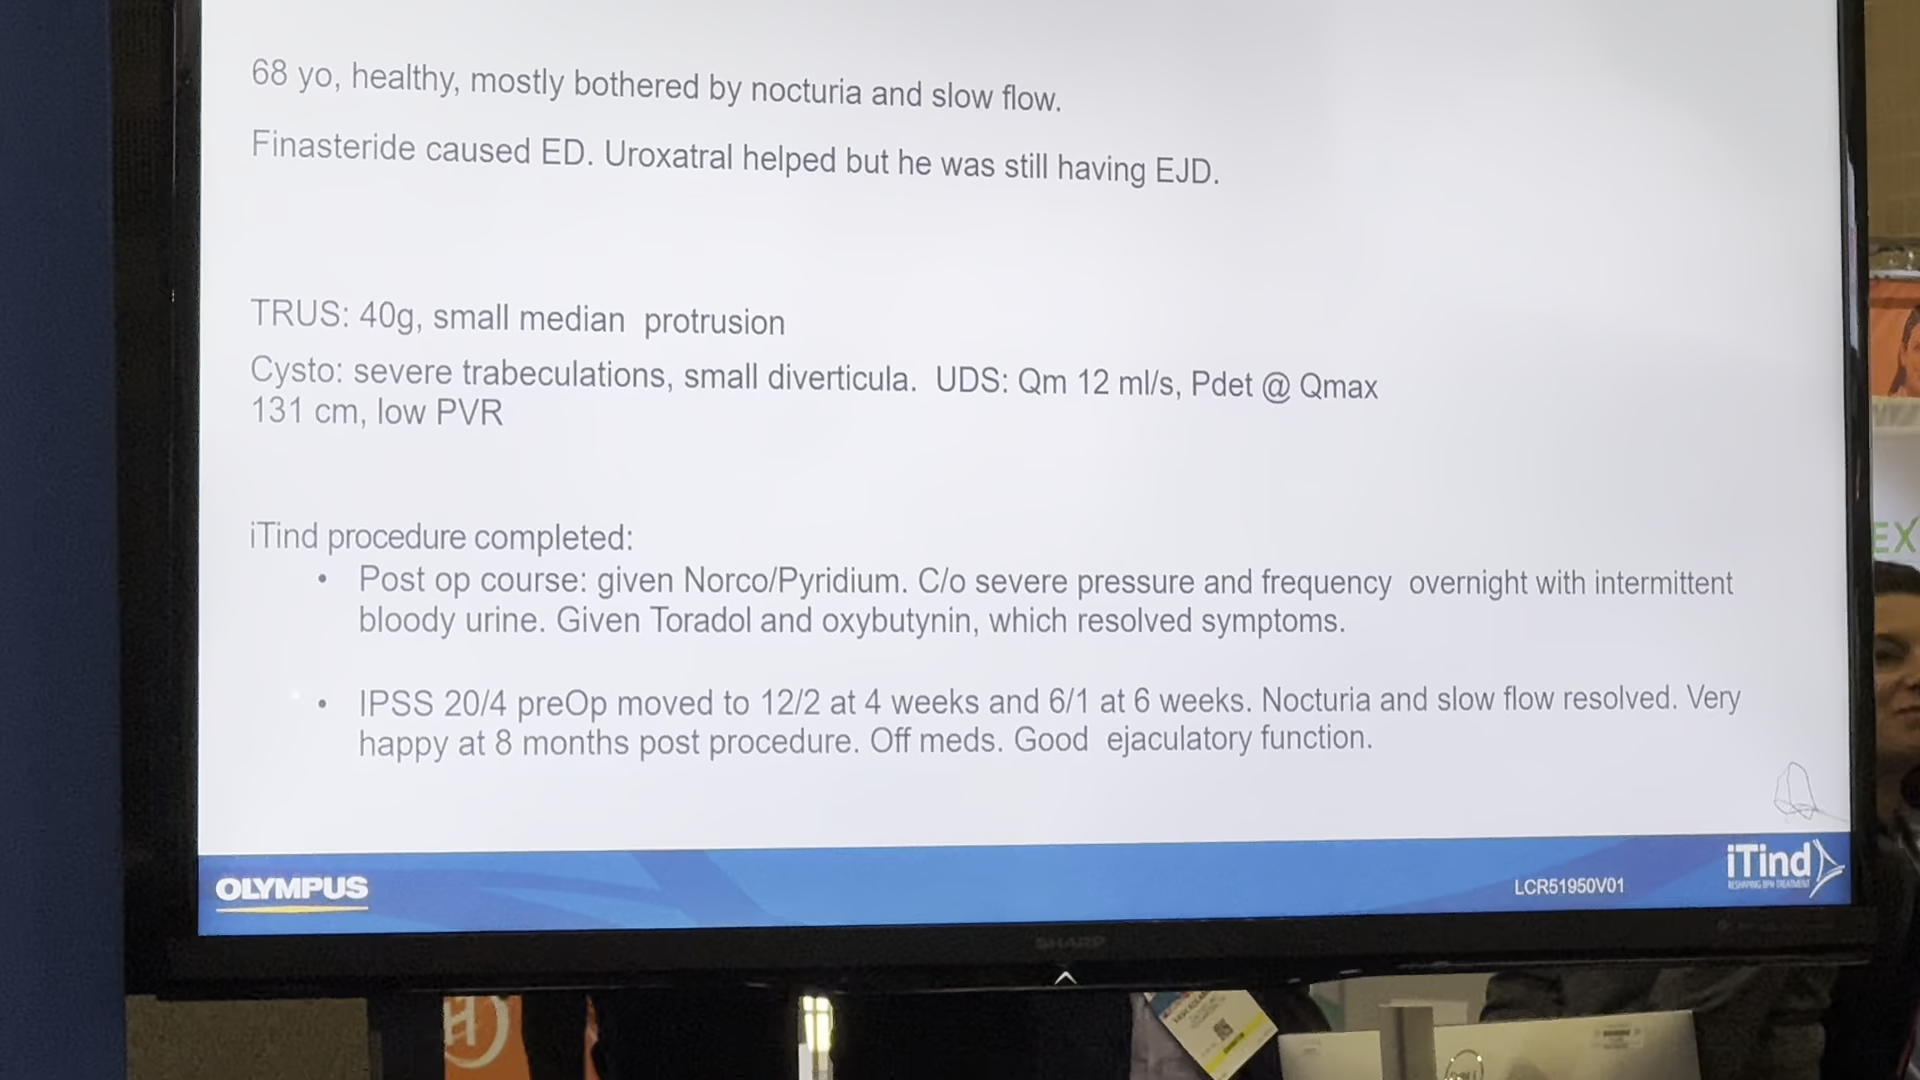 68 yo, healthy, mostly bothered by nocturia and slow flow.
Finasteride caused ED. Uroxatral helped but he was still having EJD.
TRUS: 40g, small median protrusion
Cysto: severe trabeculations, small diverticula. UDS: Qm 12 ml/s, Pdet @ Qmax
131 cm, low PVR
iTind procedure completed:
• Post op course: given Norco/Pyridium. C/o severe pressure and frequency overnight with intermittent
bloody urine. Given Toradol and oxybutynin, which resolved symptoms.
• IPSS 20/4 preOp moved to 12/2 at 4 weeks and 6/1 at 6 weeks. Nocturia and slow flow resolved. Very
happy at 8 months post procedure. Off meds. Good ejaculatory function.
OLYMPUS
LCR51950V01
iTind
RESHAPING BPH TREATMENT
SHARP
EX
H
DELL